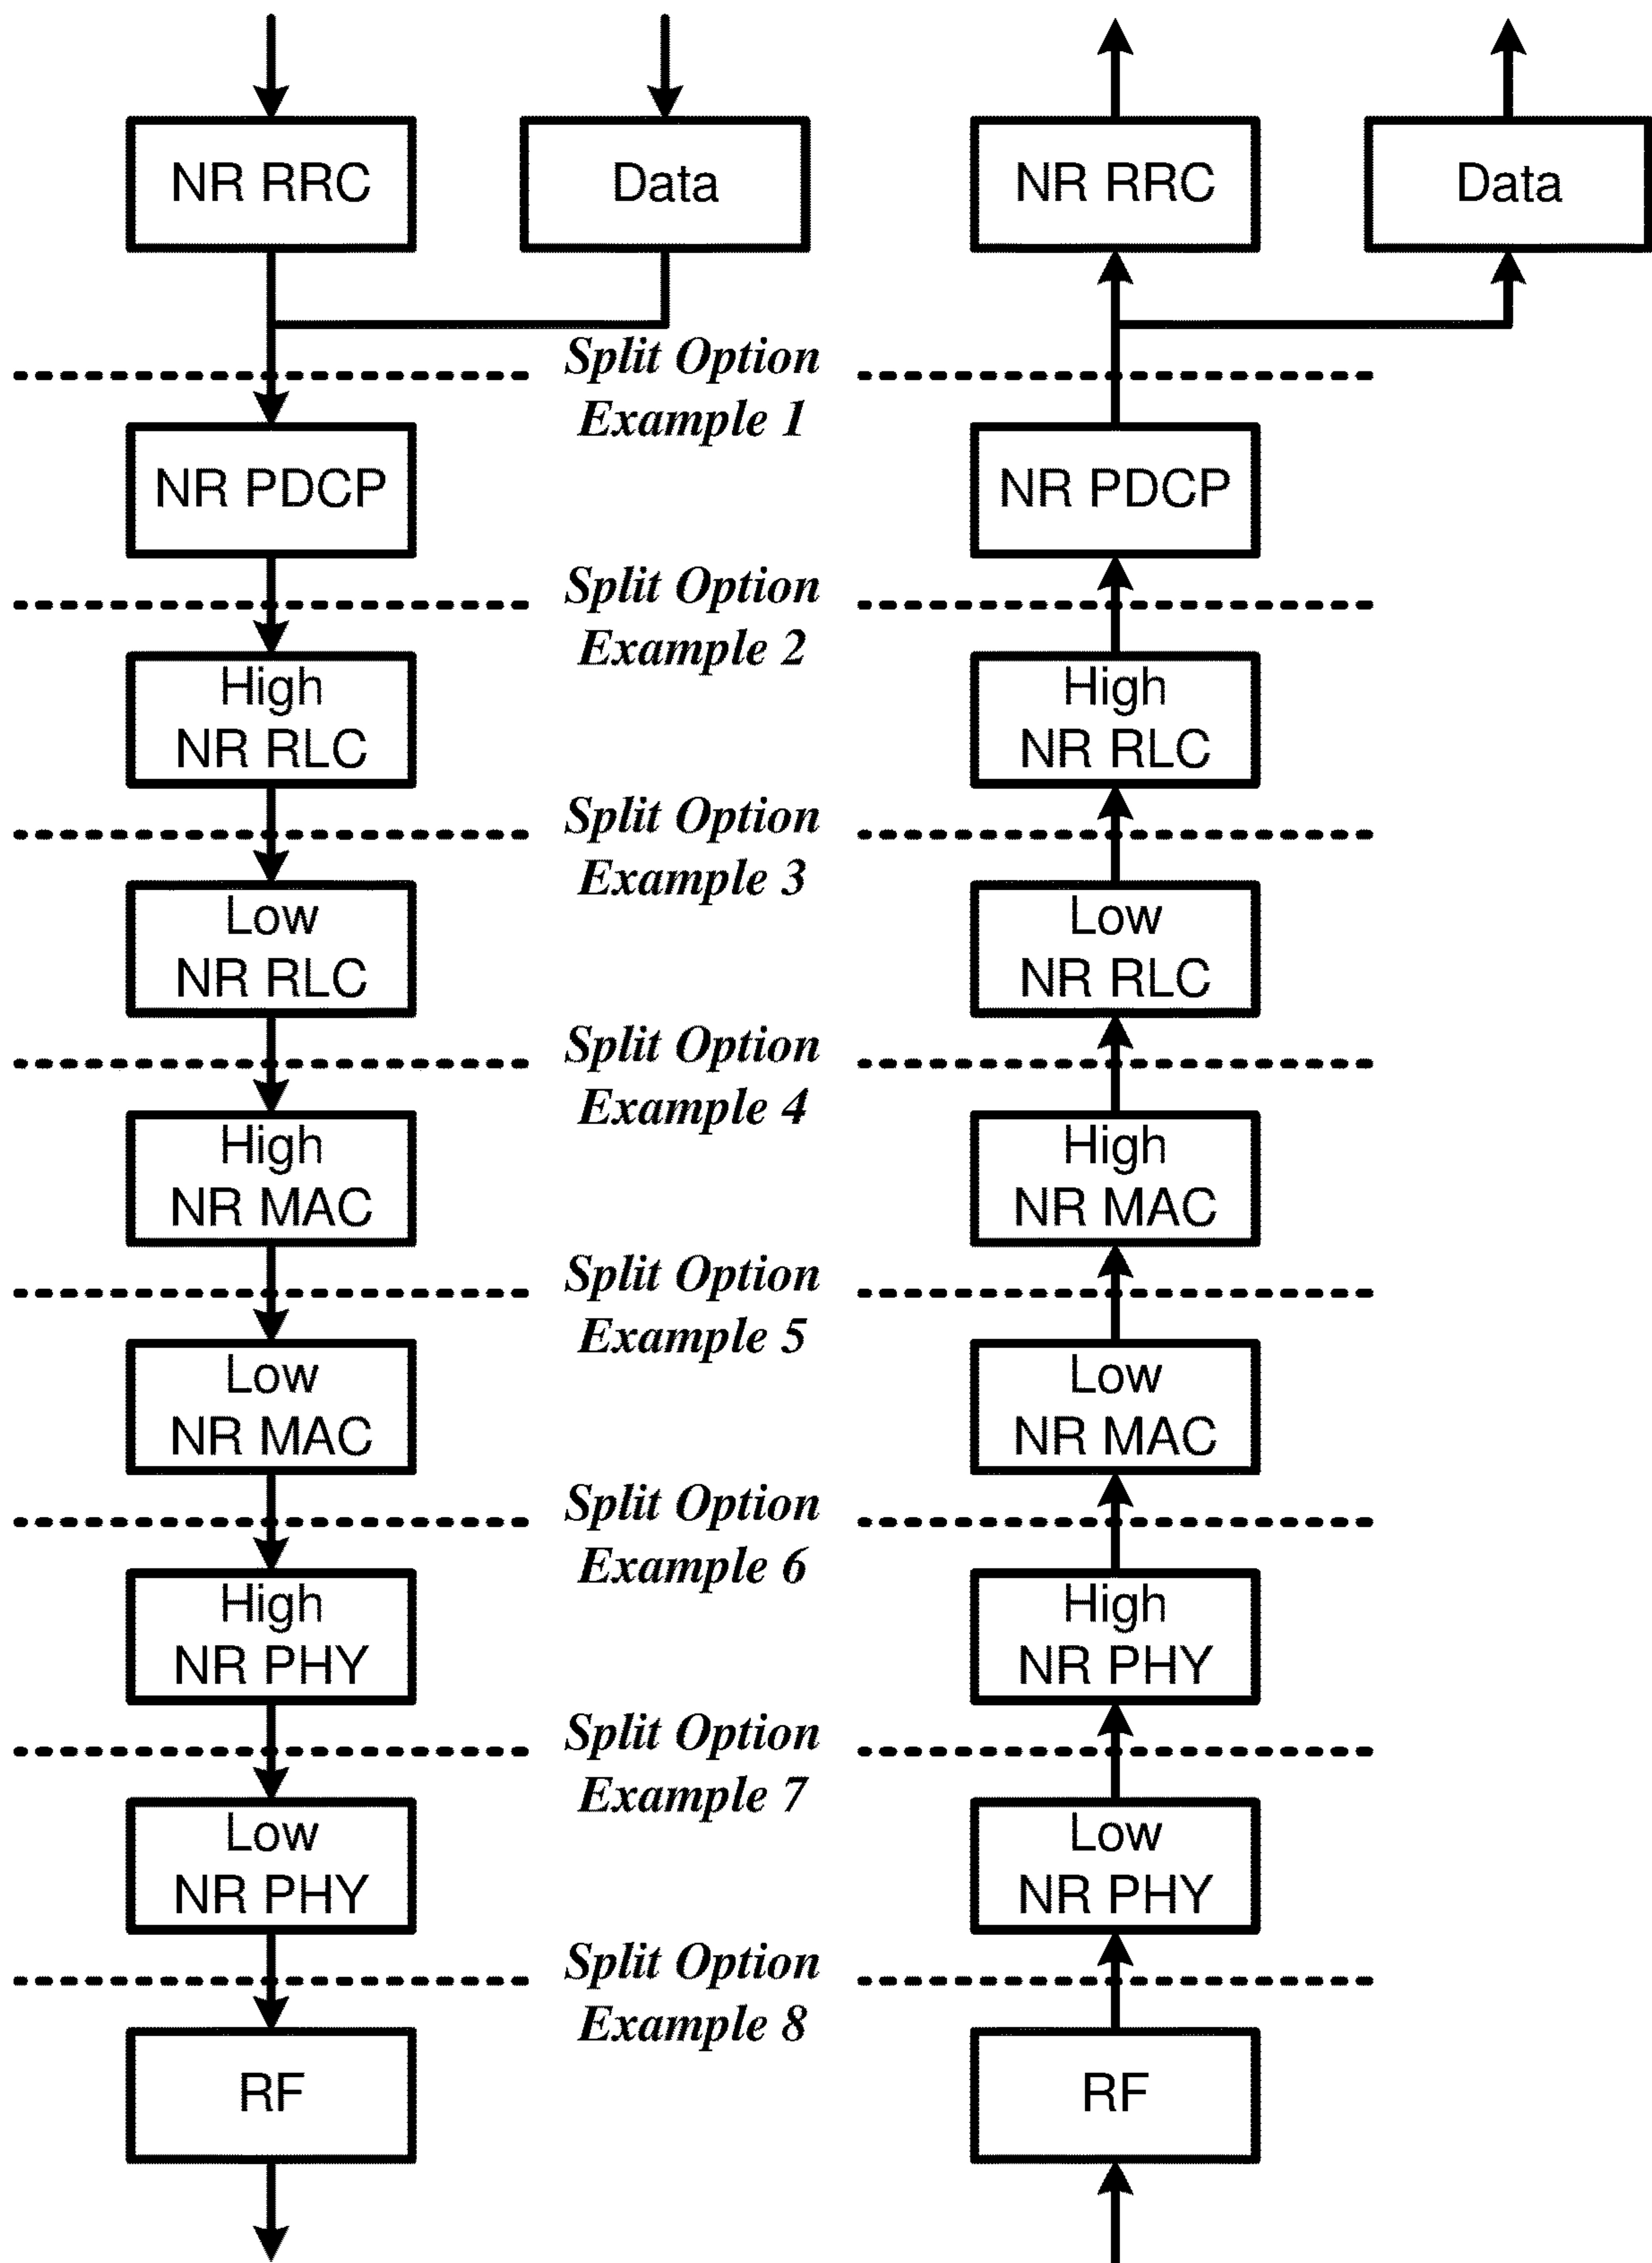 NR RRC
Data
NR RRC
Data
Split Option
Example 1
NR PDCP
NR PDCP
Split Option
Example 2
High
NR RLC
High
NR RLC
Split Option
Example 3
Low
NR RLC
Low
NR RLC
Split Option
Example 4
High
NR MAC
High
NR MAC
Split Option
Example 5
Low
NR MAC
Low
NR MAC
Split Option
Example 6
High
NR PHY
High
NR PHY
Split Option
Example 7
Low
NR PHY
Low
NR PHY
Split Option
Example 8
RF
RF